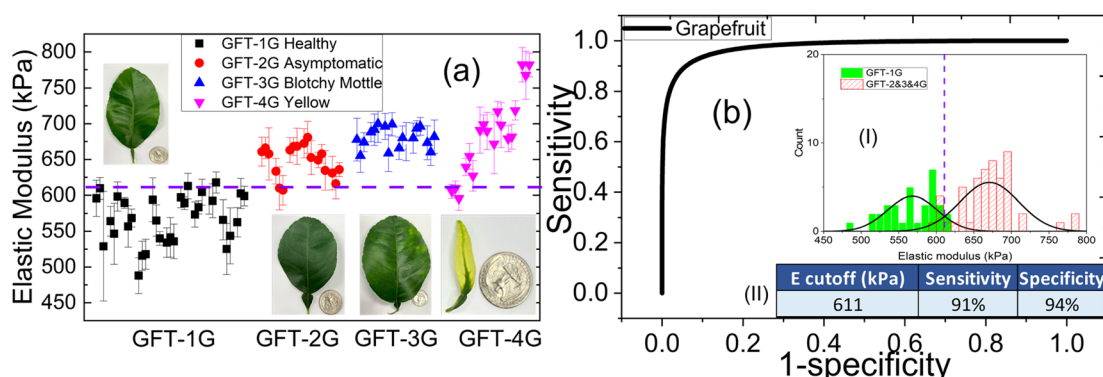 GFT-1G Healthy
GFT-2G Asymptomatic
GFT-3G Blotchy Mottle
GFT-4G Yellow
(a)
Elastic Modulus (kPa)
800
750
700
650
600
550
500
450
GFT-1G GFT-2G GFT-3G GFT-4G
Grapefruit
(b)
Sensitivity
1.0
0.8
0.6
0.4
0.2
0.0
0.0 0.2 0.4 0.6 0.8 1.0
1-specificity
GFT-1G
GFT-2&3&4G
(I)
Count
20
10
0
450 500 550 600 650 700 750 800
Elastic modulus (kPa)
(II)
E cutoff (kPa) Sensitivity Specificity
611 91% 94%